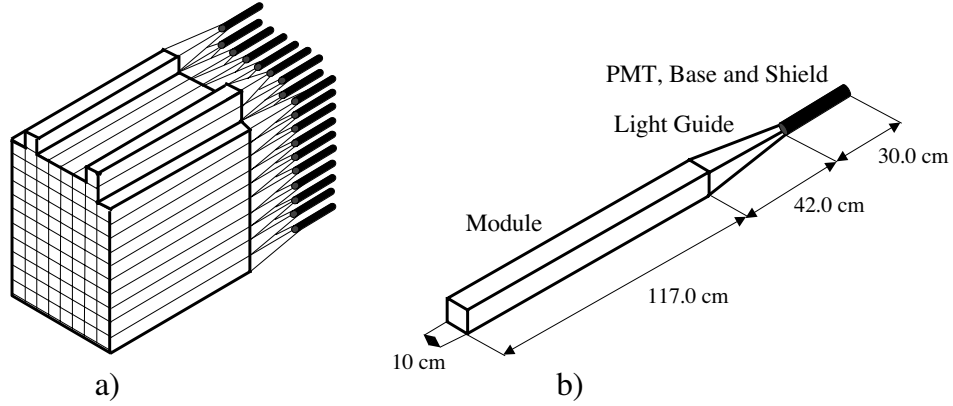 PMT, Base and Shield
Light Guide
30.0 cm
42.0 cm
Module
117.0 cm
10 cm
a)
b)